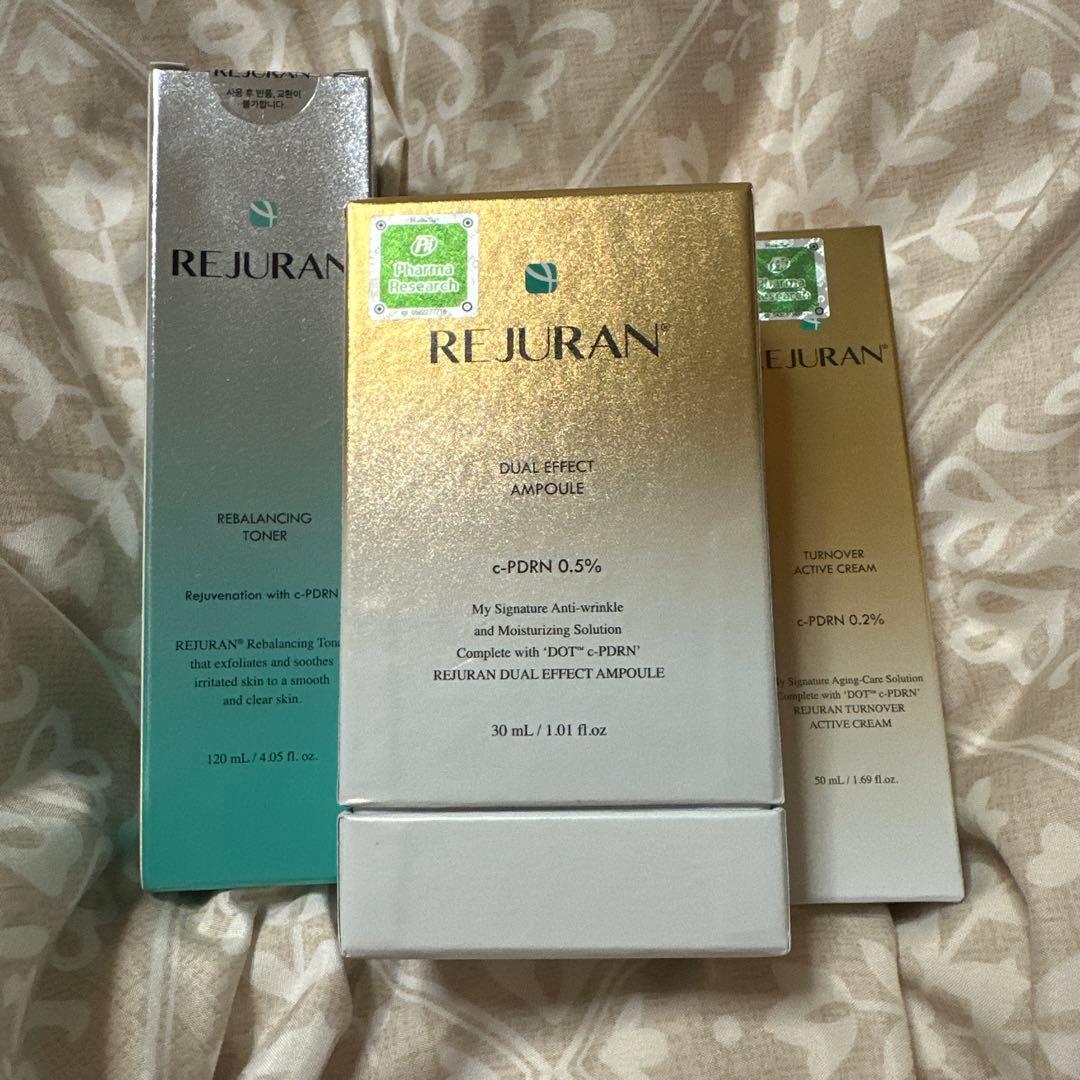 REJURAN
사용 후 반품, 교환이
불가합니다.
REJURAN
REBALANCING
TONER
Rejuvenation with c-PDRN
REJURAN® Rebalancing
that exfoliates and soothes
irritated skin to a smooth
and clear skin.
120 mL / 4.05 fl. oz.
Pharma
Research
REJURAN®
DUAL EFFECT
AMPOULE
c-PDRN 0.5%
My Signature Anti-wrinkle
and Moisturizing Solution
Complete with ‘DOT™ c-PDRN’
REJURAN DUAL EFFECT AMPOULE
30 mL / 1.01 fl.oz
Pharma
Research
EJURAN®
TURNOVER
ACTIVE CREAM
c-PDRN 0.2%
My Signature Aging-Care Solution
Complete with ‘DOT™ c-PDRN’
REJURAN TURNOVER
ACTIVE CREAM
50 mL / 1.69 fl.oz.